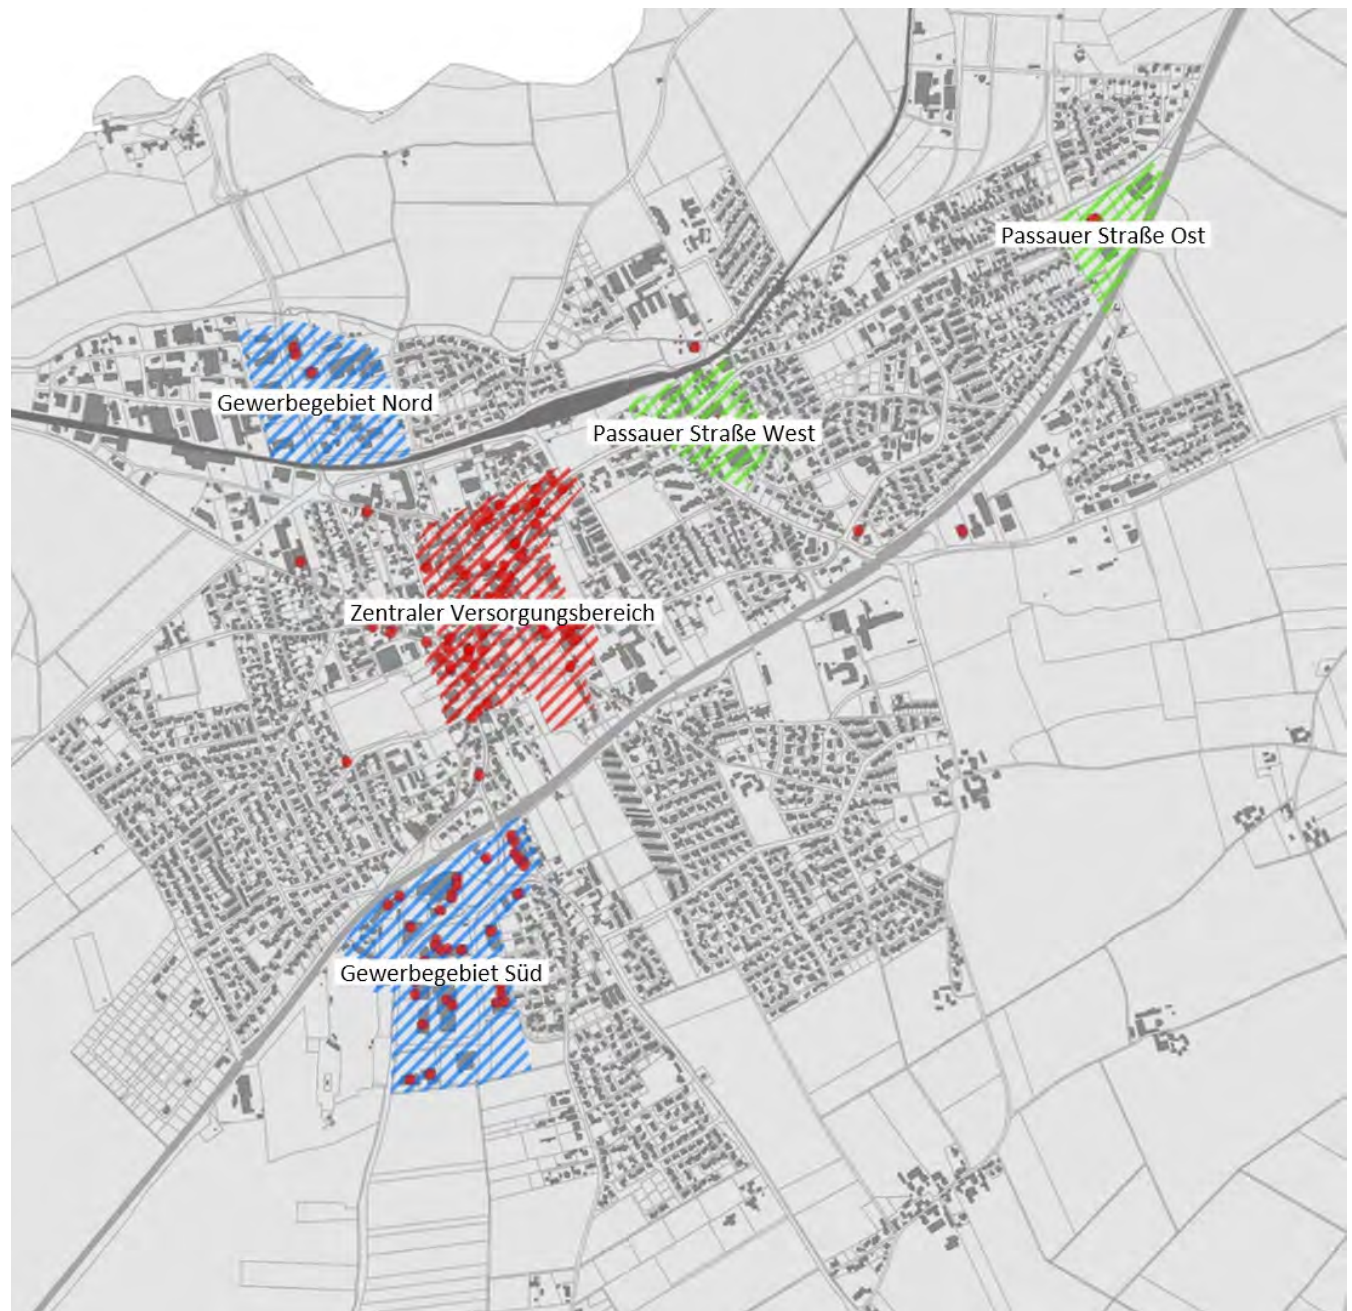 Passauer Straße Ost
Gewerbegebiet Nord
Passauer Straße West
Zentraler Versorgungsbereich
Gewerbegebiet Süd